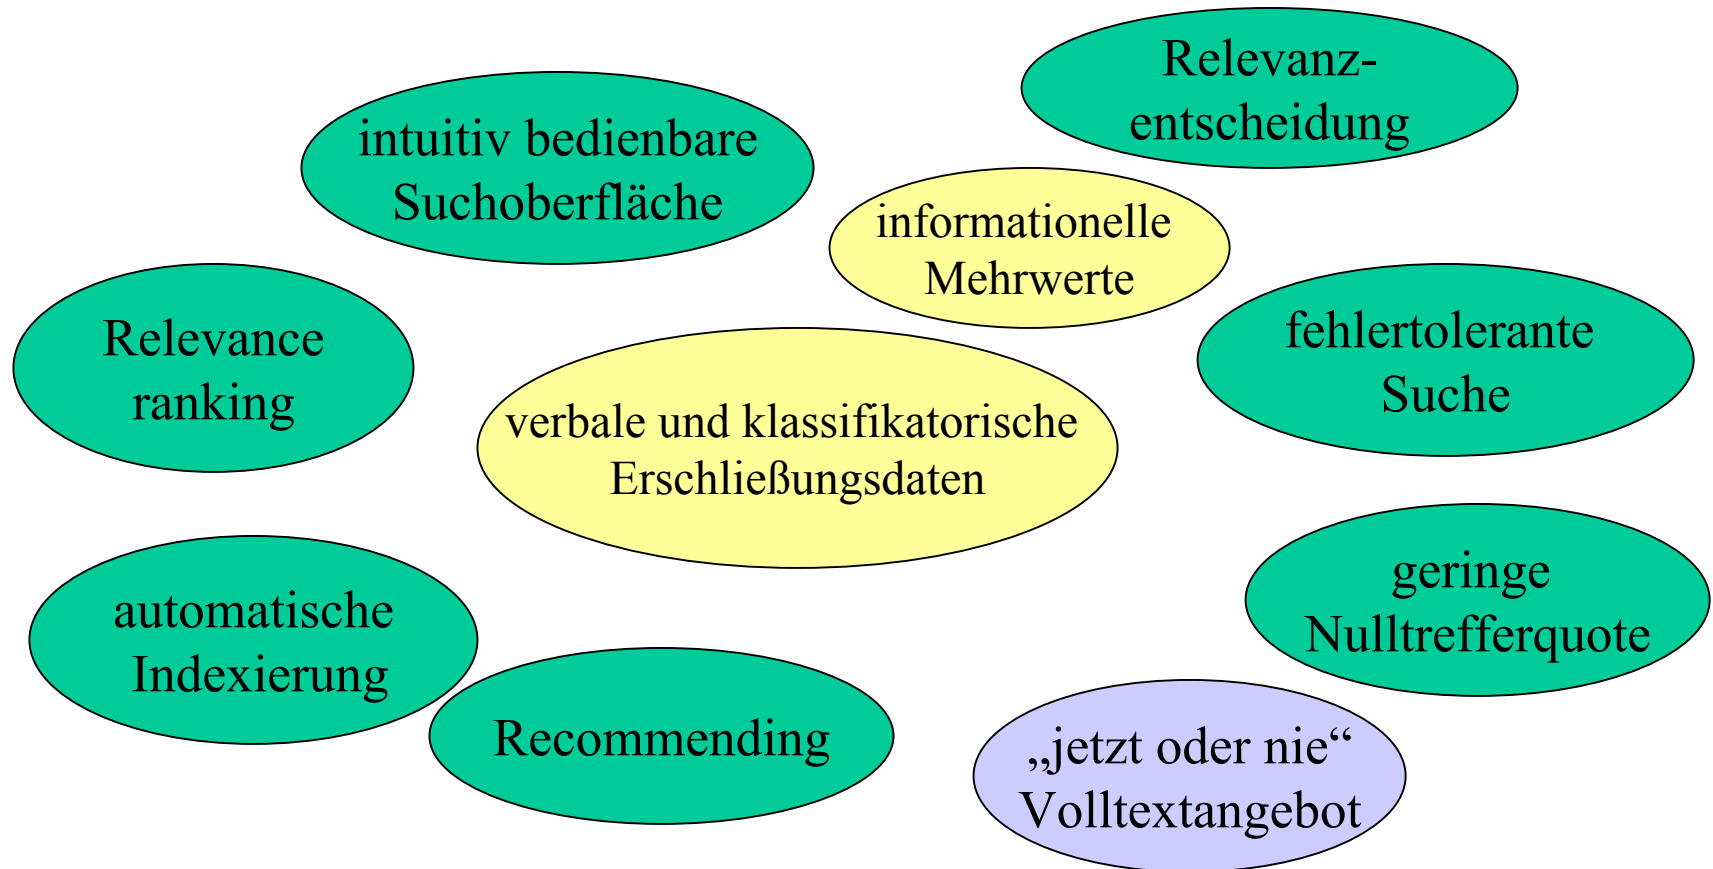 Relevanz-
entscheidung
intuitiv bedienbare
Suchoberfläche
informationelle
Mehrwerte
Relevance
ranking
fehlertolerante
Suche
verbale und klassifikatorische
Erschließungsdaten
automatische
Indexierung
geringe
Nulltrefferquote
Recommending
„jetzt oder nie“
Volltextangebot